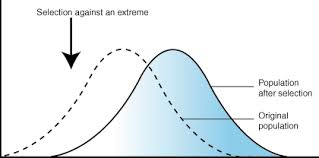 Selection against an extreme
Population
after selection
Original
population